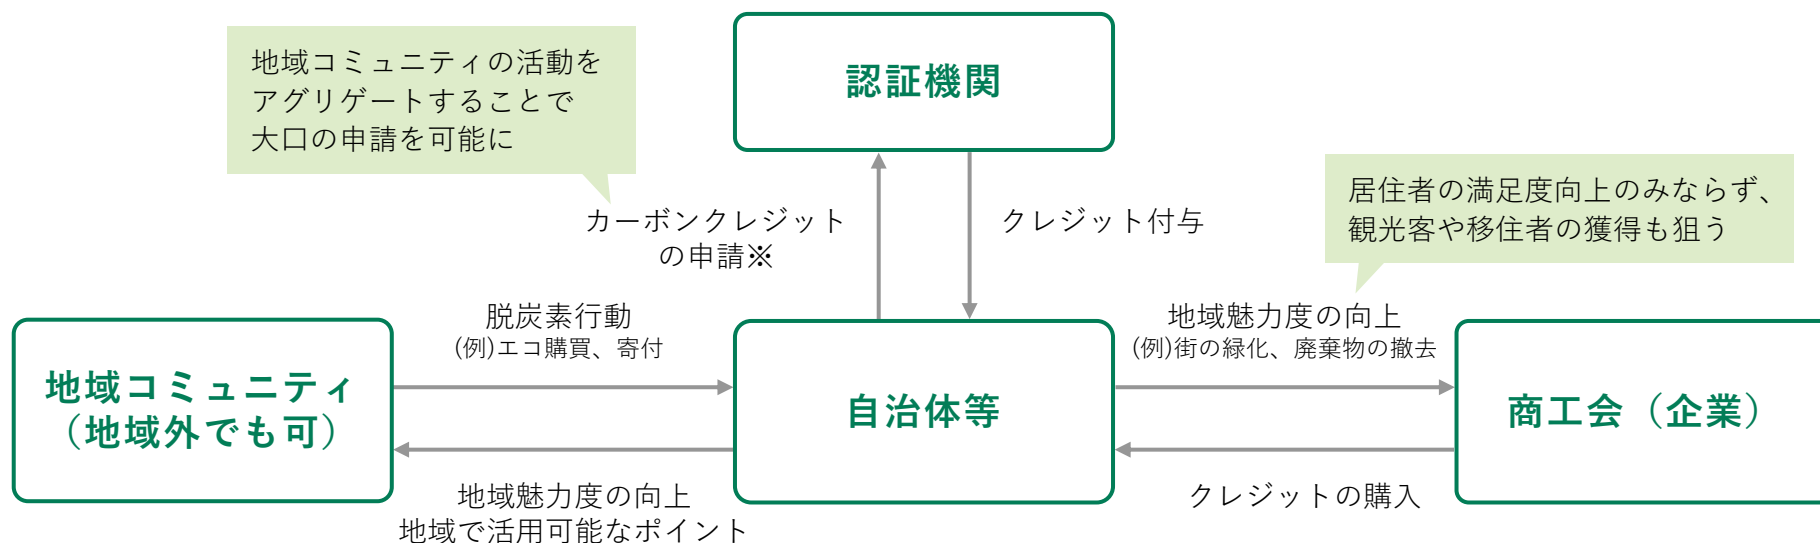 地域コミュニティの活動を
アグリゲートすることで
大口の申請を可能に
認証機関
居住者の満足度向上のみならず、
観光客や移住者の獲得も狙う
カーボンクレジット
の申請※
クレジット付与
脱炭素行動
(例)エコ購買、寄付
地域魅力度の向上
(例)街の緑化、廃棄物の撤去
地域コミュニティ
（地域外でも可）
自治体等
商工会（企業）
地域魅力度の向上
地域で活用可能なポイント
クレジットの購入